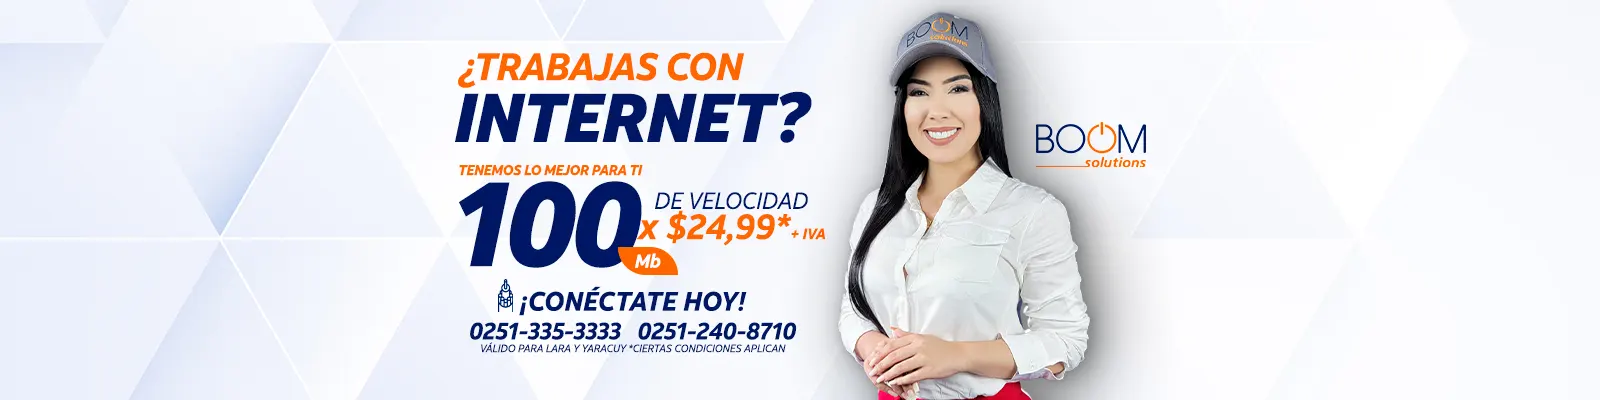 ¿TRABAJAS CON
INTERNET?
TENEMOS LO MEJOR PARA TI
100 Mb
DE VELOCIDAD
x $24,99* + IVA
¡CONÉCTATE HOY!
0251-335-3333 0251-240-8710
VÁLIDO PARA LARA Y YARACUY *CIERTAS CONDICIONES APLICAN
BOOM
solutions
BOOM
solutions